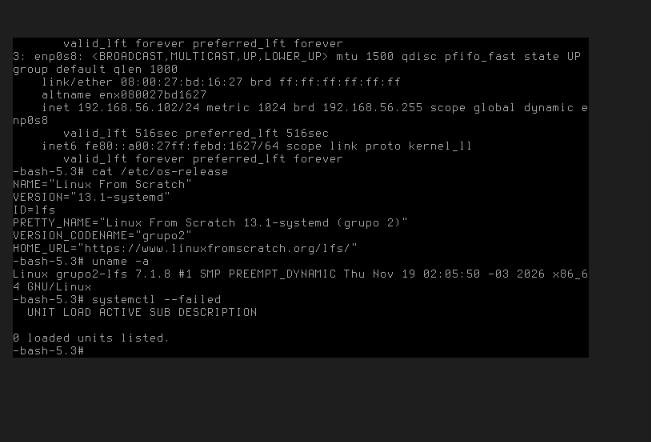 valid_lft forever preferred_lft forever
3: enp0s8: <BROADCAST,MULTICAST,UP,LOWER_UP> mtu 1500 qdisc pfifo_fast state UP
group default qlen 1000
link/ether 08:00:27:bd:16:27 brd ff:ff:ff:ff:ff:ff
altname enx080027bd1627
inet 192.168.56.102/24 metric 1024 brd 192.168.56.255 scope global dynamic e
np0s8
valid_lft 516sec preferred_lft 516sec
inet6 fe80::a00:27ff:febd:1627/64 scope link proto kernel_ll
valid_lft forever preferred_lft forever
-bash-5.3# cat /etc/os-release
NAME="Linux From Scratch"
VERSION="13.1-systemd"
ID=lfs
PRETTY_NAME="Linux From Scratch 13.1-systemd (grupo 2)"
VERSION_CODENAME="grupo2"
HOME_URL="https://www.linuxfromscratch.org/lfs/"
-bash-5.3# uname -a
Linux grupo2-lfs 7.1.8 #1 SMP PREEMPT_DYNAMIC Thu Nov 19 02:05:50 -03 2026 x86_6
4 GNU/Linux
-bash-5.3# systemctl --failed
UNIT LOAD ACTIVE SUB DESCRIPTION
0 loaded units listed.
-bash-5.3#